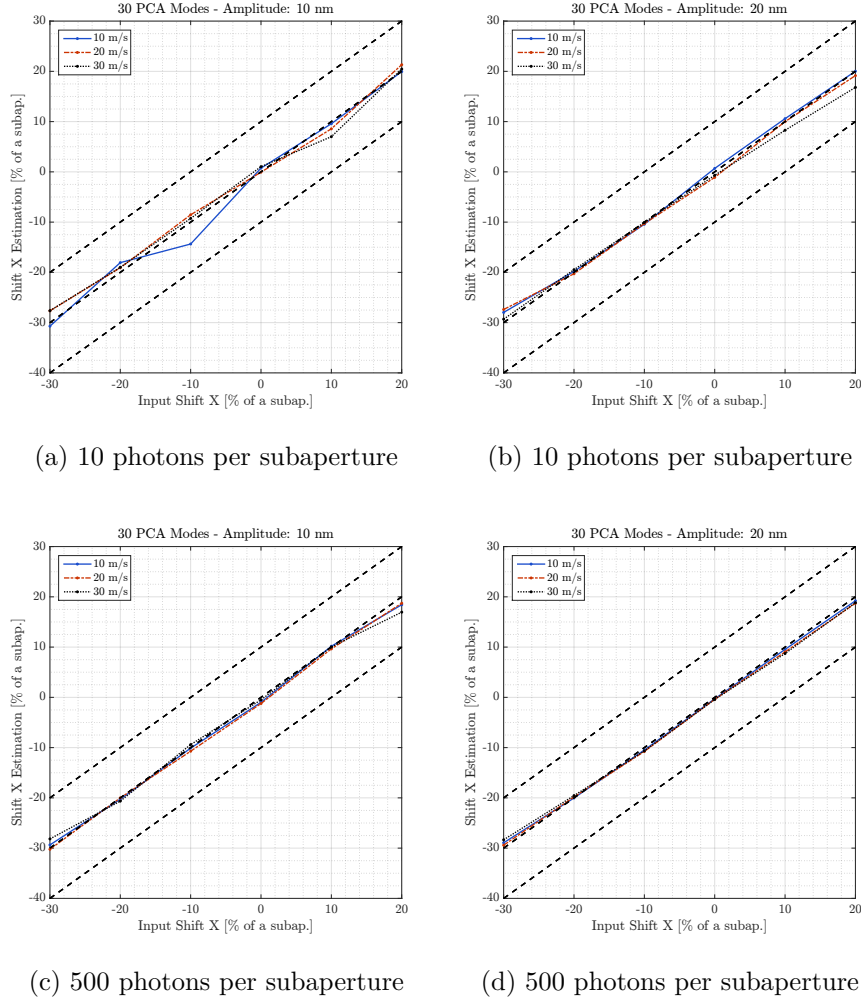 30 PCA Modes - Amplitude: 10 nm
30
20
10
0
-10
-20
-30
-40
Shift X Estimation [% of a subap.]
10 m/s
20 m/s
30 m/s
-30 -20 -10 0 10 20
Input Shift X [% of a subap.]
(a) 10 photons per subaperture
30 PCA Modes - Amplitude: 20 nm
30
20
10
0
-10
-20
-30
-40
Shift X Estimation [% of a subap.]
10 m/s
20 m/s
30 m/s
-30 -20 -10 0 10 20
Input Shift X [% of a subap.]
(b) 10 photons per subaperture
30 PCA Modes - Amplitude: 10 nm
30
20
10
0
-10
-20
-30
-40
Shift X Estimation [% of a subap.]
10 m/s
20 m/s
30 m/s
-30 -20 -10 0 10 20
Input Shift X [% of a subap.]
(c) 500 photons per subaperture
30 PCA Modes - Amplitude: 20 nm
30
20
10
0
-10
-20
-30
-40
Shift X Estimation [% of a subap.]
10 m/s
20 m/s
30 m/s
-30 -20 -10 0 10 20
Input Shift X [% of a subap.]
(d) 500 photons per subaperture